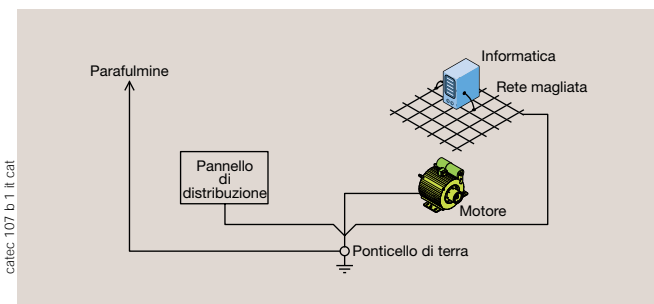 Informatica
Parafulmine
Rete magliata
Pannello
di
distribuzione
Motore
Ponticello di terra
catec 107 b 1 it cat